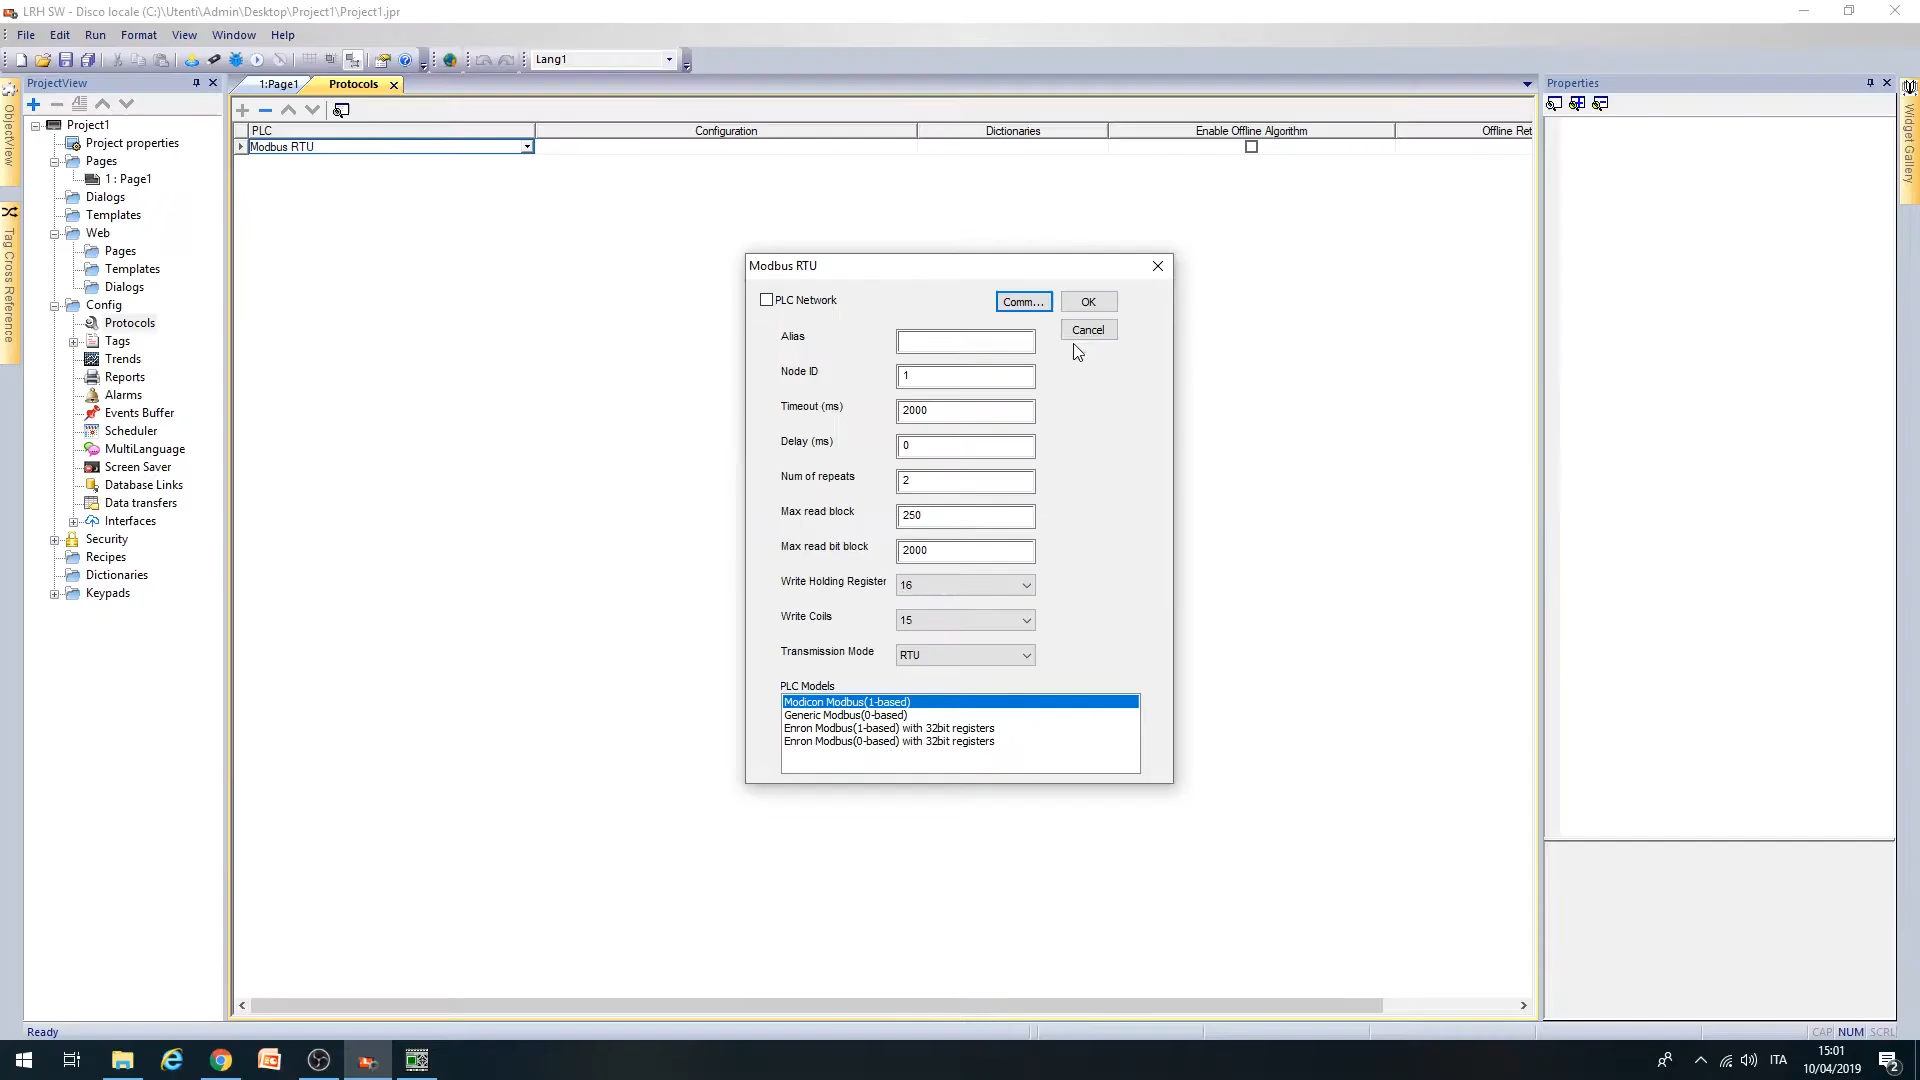 LRH SW - Disco locale (C:)\Utenti\Admin\Desktop\Project1\Project1.jpr
File Edit Run Format View Window Help
Lang1
ProjectView
1:Page1 Protocols
Properties
ObjectView
Tag Cross Reference
Widget Gallery
Project1
Project properties
Pages
1 : Page1
Dialogs
Templates
Web
Pages
Templates
Dialogs
Config
Protocols
Tags
Trends
Reports
Alarms
Events Buffer
Scheduler
MultiLanguage
Screen Saver
Database Links
Data transfers
Interfaces
Security
Recipes
Dictionaries
Keypads
PLC Configuration Dictionaries Enable Offline Algorithm Offline Ret
Modbus RTU
Modbus RTU
PLC Network Comm... OK
Cancel
Alias
Node ID 1
Timeout (ms) 2000
Delay (ms) 0
Num of repeats 2
Max read block 250
Max read bit block 2000
Write Holding Register 16
Write Coils 15
Transmission Mode RTU
PLC Models
Modicon Modbus(1-based)
Generic Modbus(0-based)
Enron Modbus(1-based) with 32bit registers
Enron Modbus(0-based) with 32bit registers
Ready
CAP NUM SCRL
ITA
15:01
10/04/2019
2